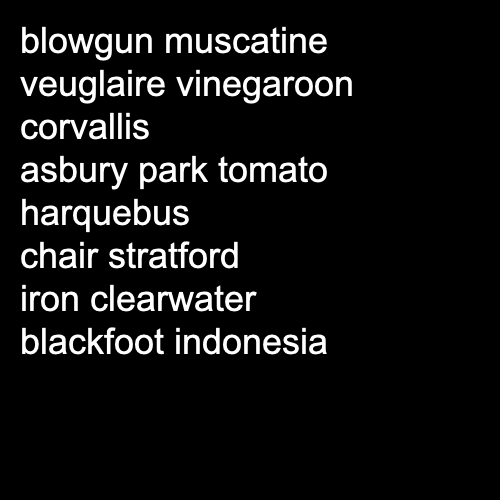 blowgun muscatine
veuglaire vinegaroon
corvallis
asbury park tomato
harquebus
chair stratford
iron clearwater
blackfoot indonesia